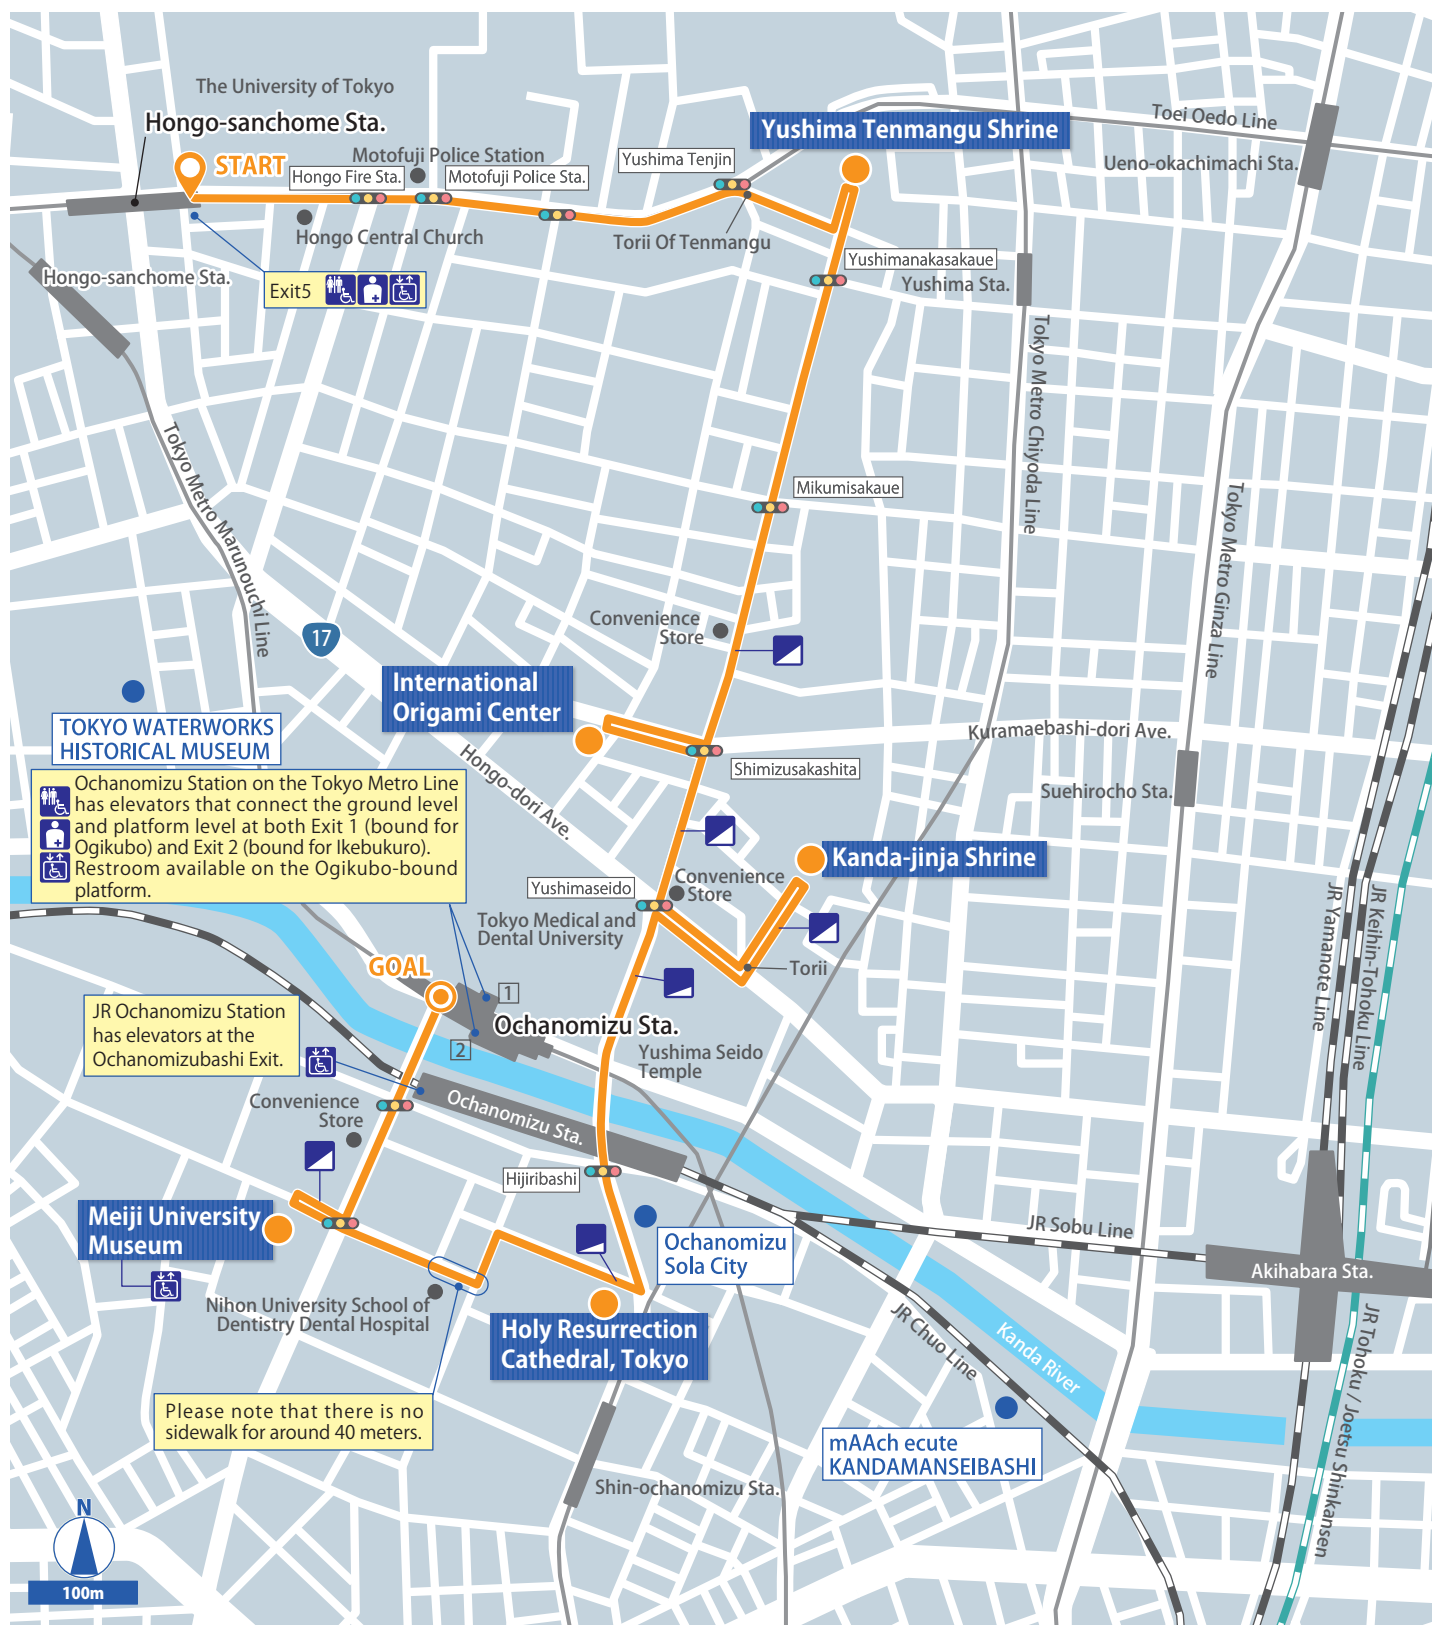 The University of Tokyo
Hongo-sanchome Sta.
START
Motofuji Police Station
Hongo Fire Sta.
Motofuji Police Sta.
Hongo Central Church
Yushima Tenjin
Torii Of Tenmangu
Yushima Tenmangu Shrine
Toei Oedo Line
Ueno-okachimachi Sta.
Yushimanakasakaue
Yushima Sta.
Hongo-sanchome Sta.
Exit5
Tokyo Metro Chiyoda Line
Tokyo Metro Marunouchi Line
Mikumisakaue
Tokyo Metro Ginza Line
Convenience
Store
17
International
Origami Center
TOKYO WATERWORKS
HISTORICAL MUSEUM
Kuramaebashi-dori Ave.
Shimizusakashita
Hongo-dori Ave.
Suehirocho Sta.
Ochanomizu Station on the Tokyo Metro Line
has elevators that connect the ground level
and platform level at both Exit 1 (bound for
Ogikubo) and Exit 2 (bound for Ikebukuro).
Restroom available on the Ogikubo-bound
platform.
Kanda-jinja Shrine
Yushimaseido
Convenience
Store
Tokyo Medical and
Dental University
Torii
JR Yamanote Line
JR Keihin-Tohoku Line
GOAL
1
Ochanomizu Sta.
2
JR Ochanomizu Station
has elevators at the
Ochanomizubashi Exit.
Yushima Seido
Temple
Convenience
Store
Ochanomizu Sta.
Hijiribashi
Meiji University
Museum
Ochanomizu
Sola City
JR Sobu Line
Akihabara Sta.
Nihon University School of
Dentistry Dental Hospital
Holy Resurrection
Cathedral, Tokyo
JR Chuo Line
Kanda River
JR Tohoku / Joetsu Shinkansen
Please note that there is no
sidewalk for around 40 meters.
mAAch ecute
KANDAMANSEIBASHI
Shin-ochanomizu Sta.
N
100m